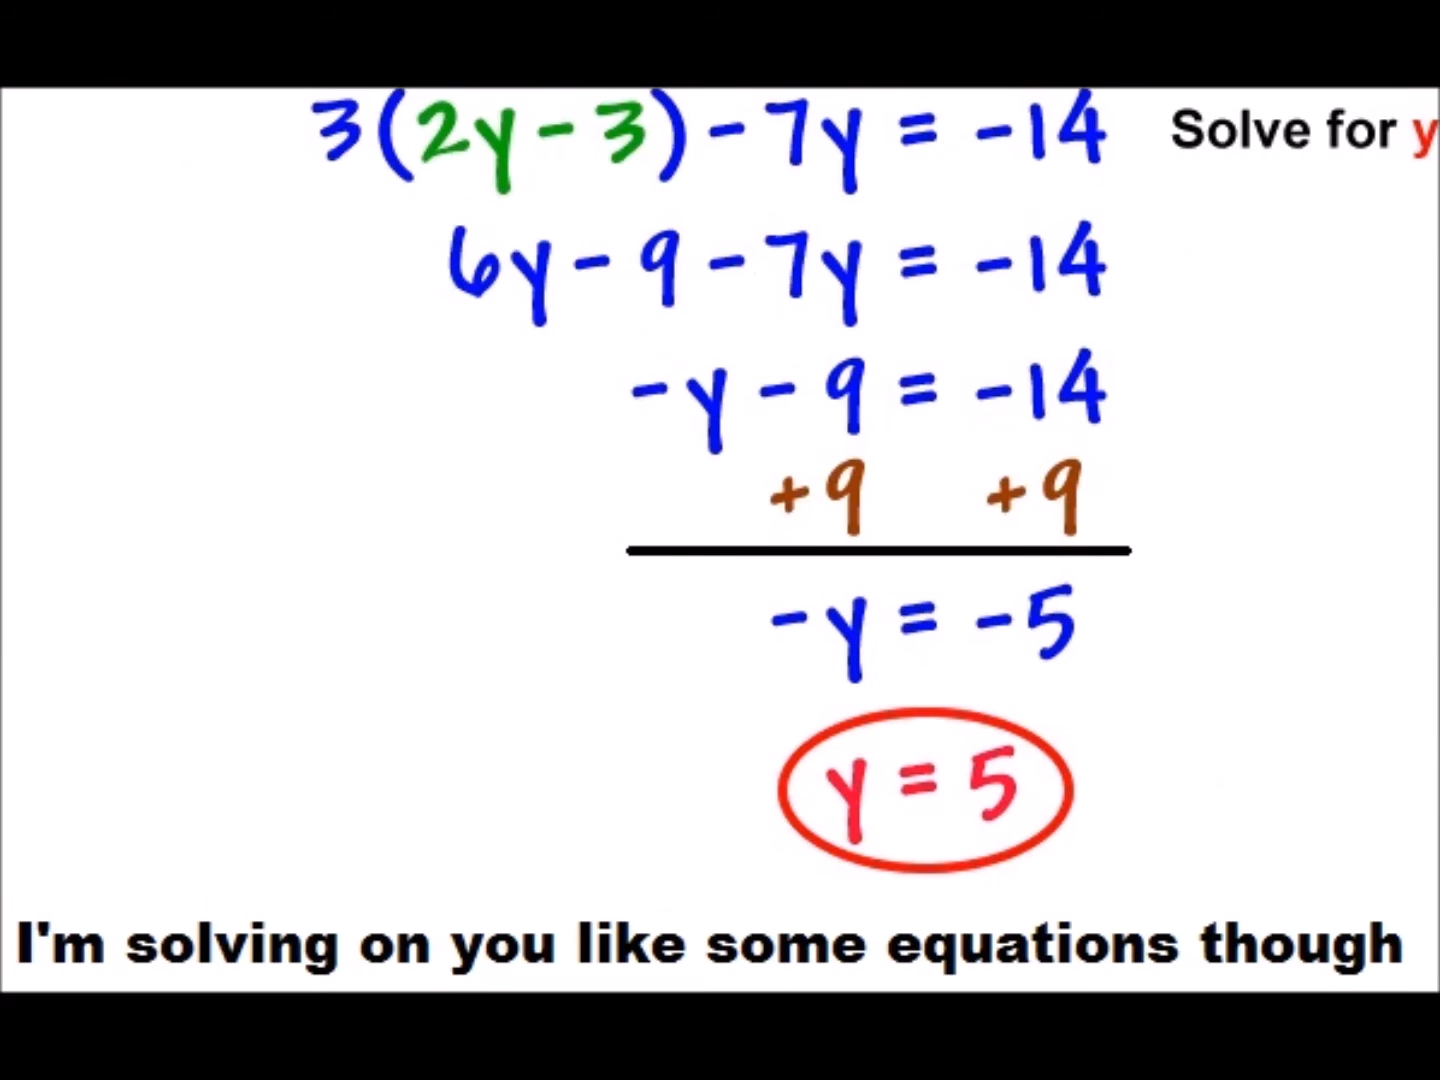 3(2y - 3) - 7y = -14 Solve for y
6y - 9 - 7y = -14
-y - 9 = -14
+9 +9
-y = -5
y = 5
I'm solving on you like some equations though